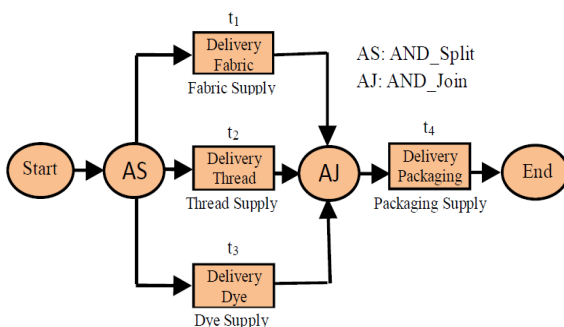 t1
Delivery
Fabric
Fabric Supply
AS: AND_Split
AJ: AND_Join
Start
AS
t2
Delivery
Thread
Thread Supply
AJ
t4
Delivery
Packaging
Packaging Supply
End
t3
Delivery
Dye
Dye Supply